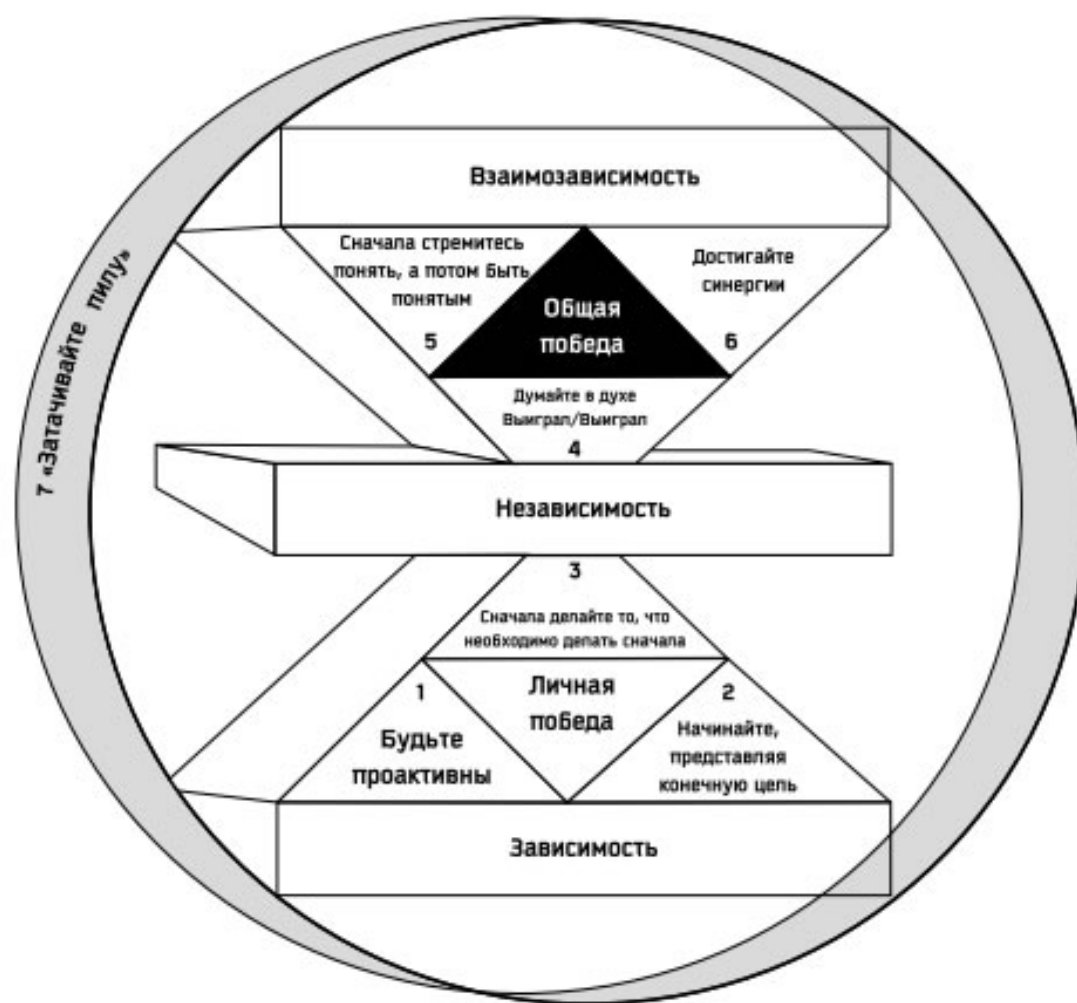 7 «Затачивайте пилу»
Взаимозависимость
Сначала стремитесь
понять, а потом быть
понятым
5
Общая
победа
Достигайте
синергии
6
Думайте в духе
Выиграл/Выиграл
4
Независимость
3
Сначала делайте то, что
необходимо делать сначала
1
Будьте
проактивны
Личная
победа
2
Начинайте,
представляя
конечную цель
Зависимость